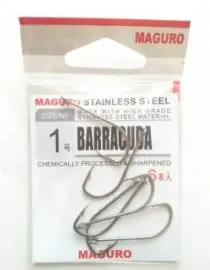 MAGURO
MAGURO STAINLESS STEEL
SIZE/NO MADE WITH HIGH GRADE
STAINLESS STEEL MATERIAL
1号 BARRACUDA
CHEMICALLY PROCESSED & SHARPENED
6本入
MAGURO